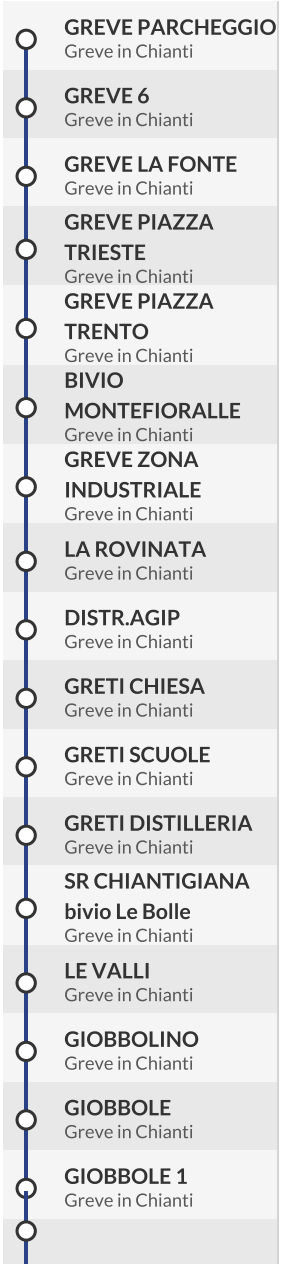 GREVE PARCHEGGIO
Greve in Chianti
GREVE 6
Greve in Chianti
GREVE LA FONTE
Greve in Chianti
GREVE PIAZZA
TRIESTE
Greve in Chianti
GREVE PIAZZA
TRENTO
Greve in Chianti
BIVIO
MONTEFIORALLE
Greve in Chianti
GREVE ZONA
INDUSTRIALE
Greve in Chianti
LA ROVINATA
Greve in Chianti
DISTR.AGIP
Greve in Chianti
GRETI CHIESA
Greve in Chianti
GRETI SCUOLE
Greve in Chianti
GRETI DISTILLERIA
Greve in Chianti
SR CHIANTIGIANA
bivio Le Bolle
Greve in Chianti
LE VALLI
Greve in Chianti
GIOBBOLINO
Greve in Chianti
GIOBBOLE
Greve in Chianti
GIOBBOLE 1
Greve in Chianti